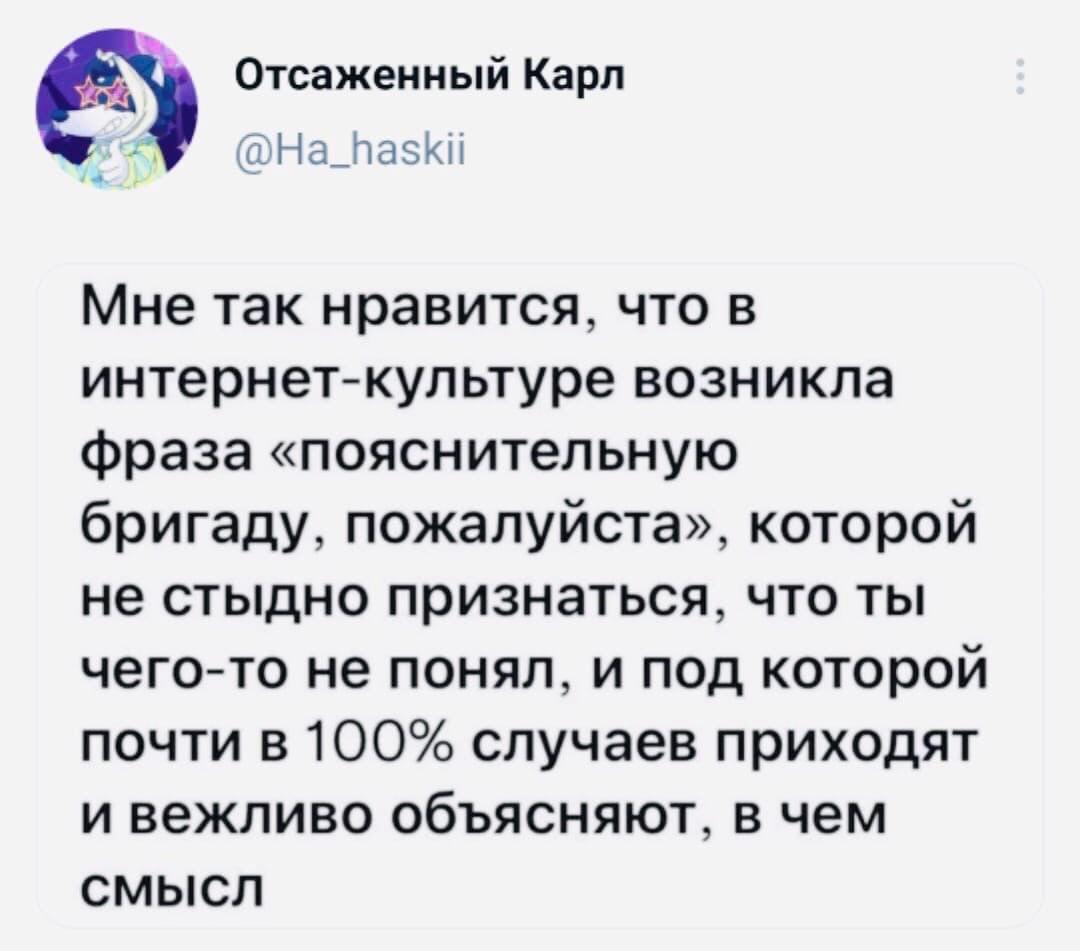 Отсаженный Карл
@Ha_haskii
Мне так нравится, что в
интернет-культуре возникла
фраза «пояснительную
бригаду, пожалуйста», которой
не стыдно признаться, что ты
чего-то не понял, и под которой
почти в 100% случаев приходят
и вежливо объясняют, в чем
смысл